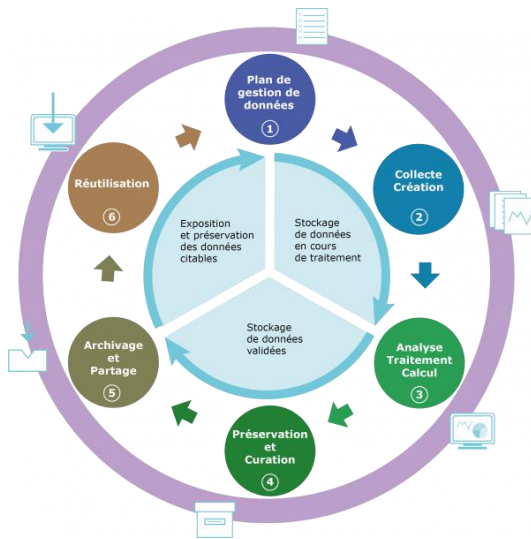 Plan de
gestion de
données
1
Collecte
Création
2
Analyse
Traitement
Calcul
3
Préservation
et
Curation
4
Archivage
et
Partage
5
Réutilisation
6
Exposition
et préservation
des données
citables
Stockage
de données
en cours
de traitement
Stockage
de données
validées